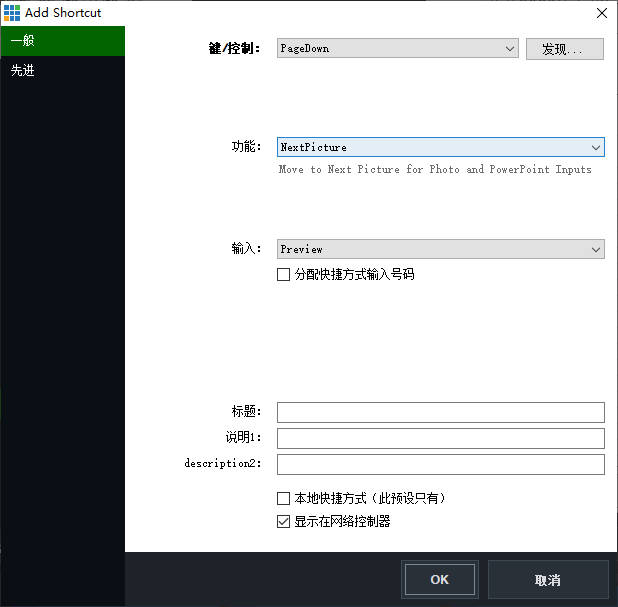 Add Shortcut
一般
先进
键/控制： PageDown 发现...
功能： NextPicture
Move to Next Picture for Photo and PowerPoint Inputs
输入： Preview
分配快捷方式输入号码
标题：
说明1：
description2：
本地快捷方式（此预设只有）
显示在网络控制器
OK 取消